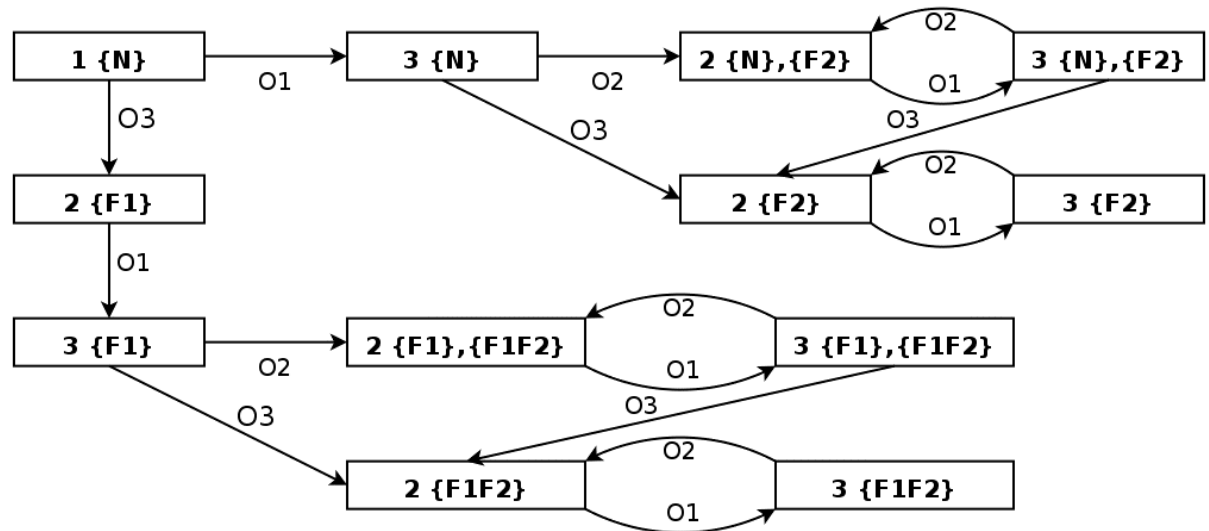 1 {N}
O1
3 {N}
O2
2 {N},{F2}
O2
O1
3 {N},{F2}
O3
O3
O3
2 {F1}
2 {F2}
O2
O1
3 {F2}
O1
3 {F1}
O2
2 {F1},{F1F2}
O2
O1
3 {F1},{F1F2}
O3
O3
2 {F1F2}
O2
O1
3 {F1F2}